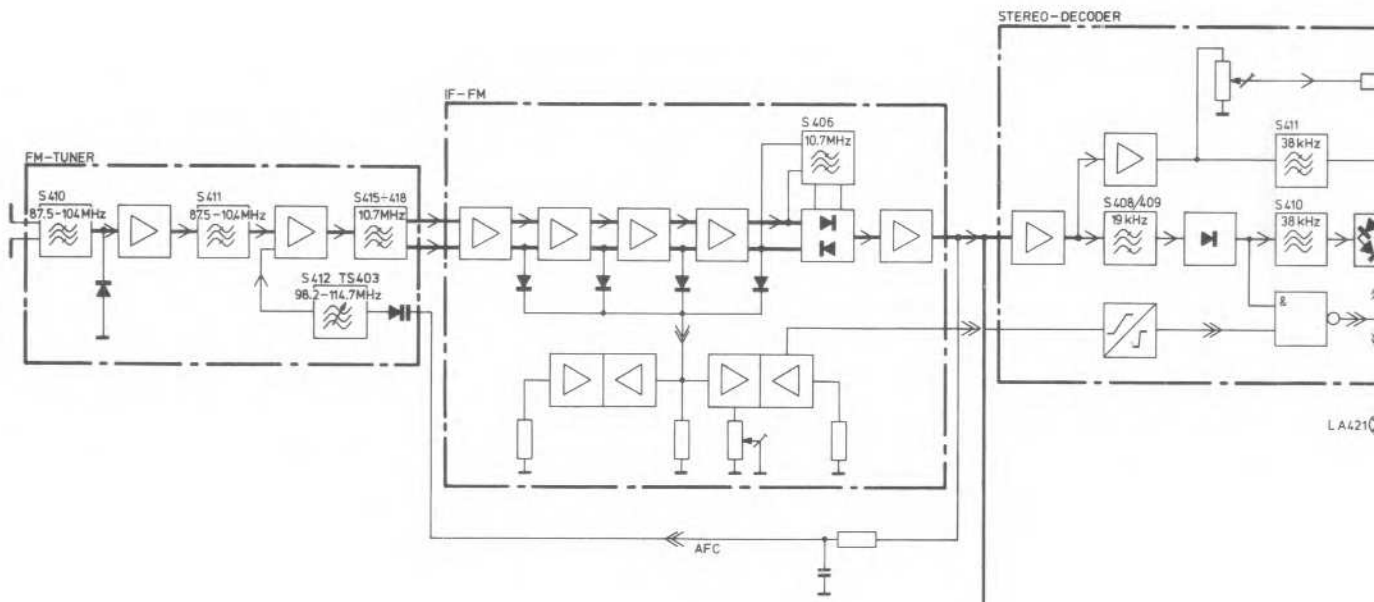 STEREO-DECODER
IF-FM
S406
10.7MHz
S411
38kHz
FM-TUNER
S410
87.5-104MHz
S411
87.5-104MHz
S415-418
10.7MHz
S408/409
19kHz
S410
38kHz
S412 TS403
98.2-114.7MHz
&
AFC